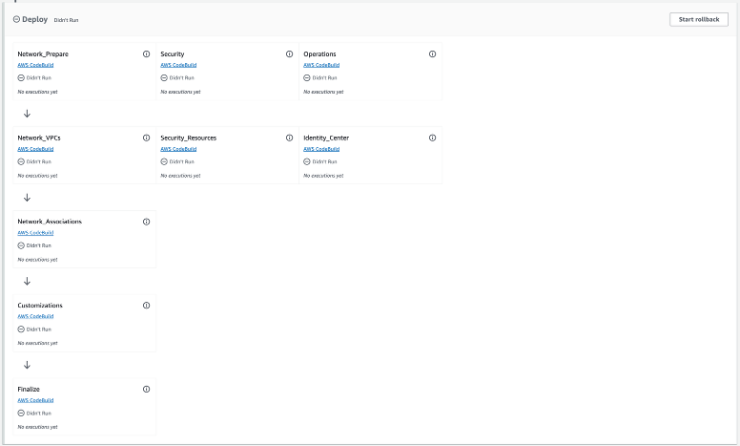 Deploy Didn't Run
Start rollback
Network_Prepare
AWS CodeBuild
Didn't Run
No executions yet
Security
AWS CodeBuild
Didn't Run
No executions yet
Operations
AWS CodeBuild
Didn't Run
No executions yet
Network_VPCs
AWS CodeBuild
Didn't Run
No executions yet
Security_Resources
AWS CodeBuild
Didn't Run
No executions yet
Identity_Center
AWS CodeBuild
Didn't Run
No executions yet
Network_Associations
AWS CodeBuild
Didn't Run
No executions yet
Customizations
AWS CodeBuild
Didn't Run
No executions yet
Finalize
AWS CodeBuild
Didn't Run
No executions yet